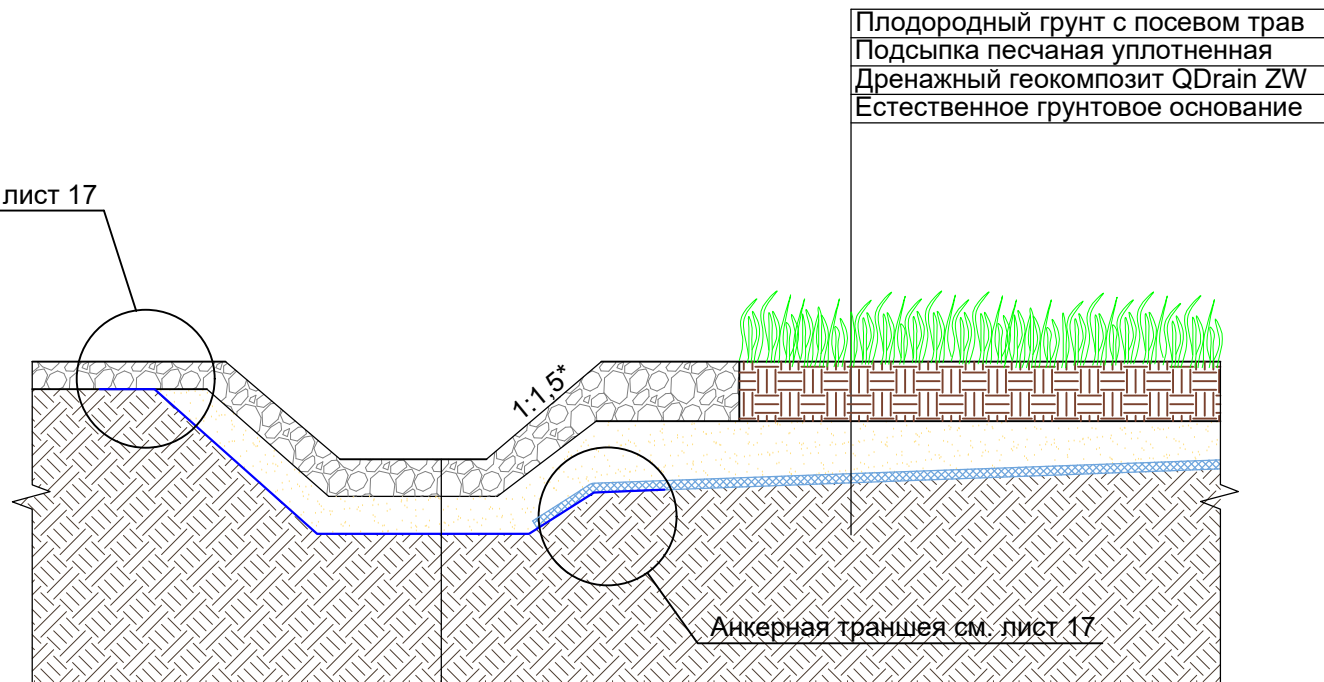 Плодородный грунт с посевом трав
Подсыпка песчаная уплотненная
Дренажный геокомпозит QDrain ZW
Естественное грунтовое основание
лист 17
1:1,5*
Анкерная траншея см. лист 17